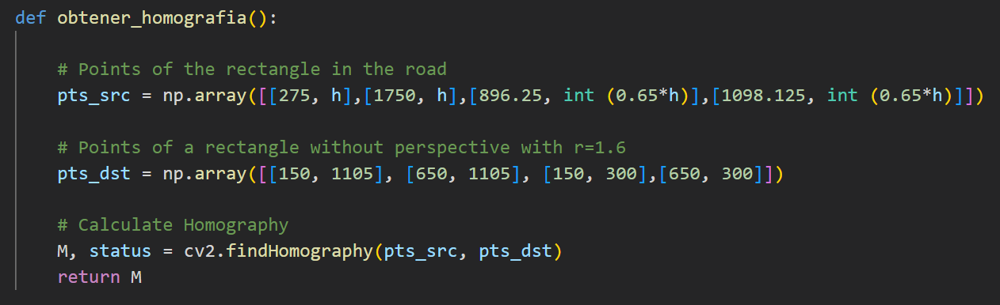 def obtener_homografia():
# Points of the rectangle in the road
pts_src = np.array([[275, h],[1750, h],[896.25, int (0.65*h)],[1098.125, int (0.65*h)]])
# Points of a rectangle without perspective with r=1.6
pts_dst = np.array([[150, 1105], [650, 1105], [150, 300],[650, 300]])
# Calculate Homography
M, status = cv2.findHomography(pts_src, pts_dst)
return M